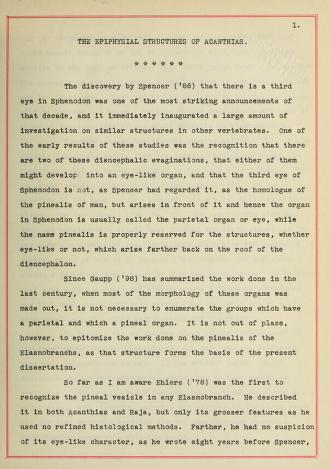 1.
THE EPIPHYSIAL STRUCTURES OF ACANTHIAS.
* * * * * *
The discovery by Spencer ('86) that there is a third
eye in Sphenodon was one of the most striking announcements of
that decade, and it immediately inaugurated a large amount of
investigation on similar structures in other vertebrates. One of
the early results of these studies was the recognition that there
are two of these diencephalic evaginations, that either of them
might develop into an eye-like organ, and that the third eye of
Sphenodon is not, as Spencer had regarded it, as the homologue of
the pinealis of man, but arises in front of it and hence the organ
in Sphenodon is usually called the parietal organ or eye, while
the name pinealis is properly reserved for the structures, whether
eye-like or not, which arise farther back on the roof of the
diencephalon.
Since Gaupp ('98) has summarized the work done in the
last century, when most of the morphology of these organs was
made out, it is not necessary to enumerate the groups which have
a parietal and which a pineal organ. It is not out of place,
however, to epitomize the work done on the pinealis of the
Elasmobranchs, as that structure forms the basis of the present
dissertation.
So far as I am aware Ehlers ('78) was the first to
recognize the pineal vesicle in any Elasmobranch. He described
it in both Acanthias and Raja, but only its grosser features as he
used no refined histological methods. Farther, he had no suspicion
of its eye-like character, as he wrote eight years before Spencer,